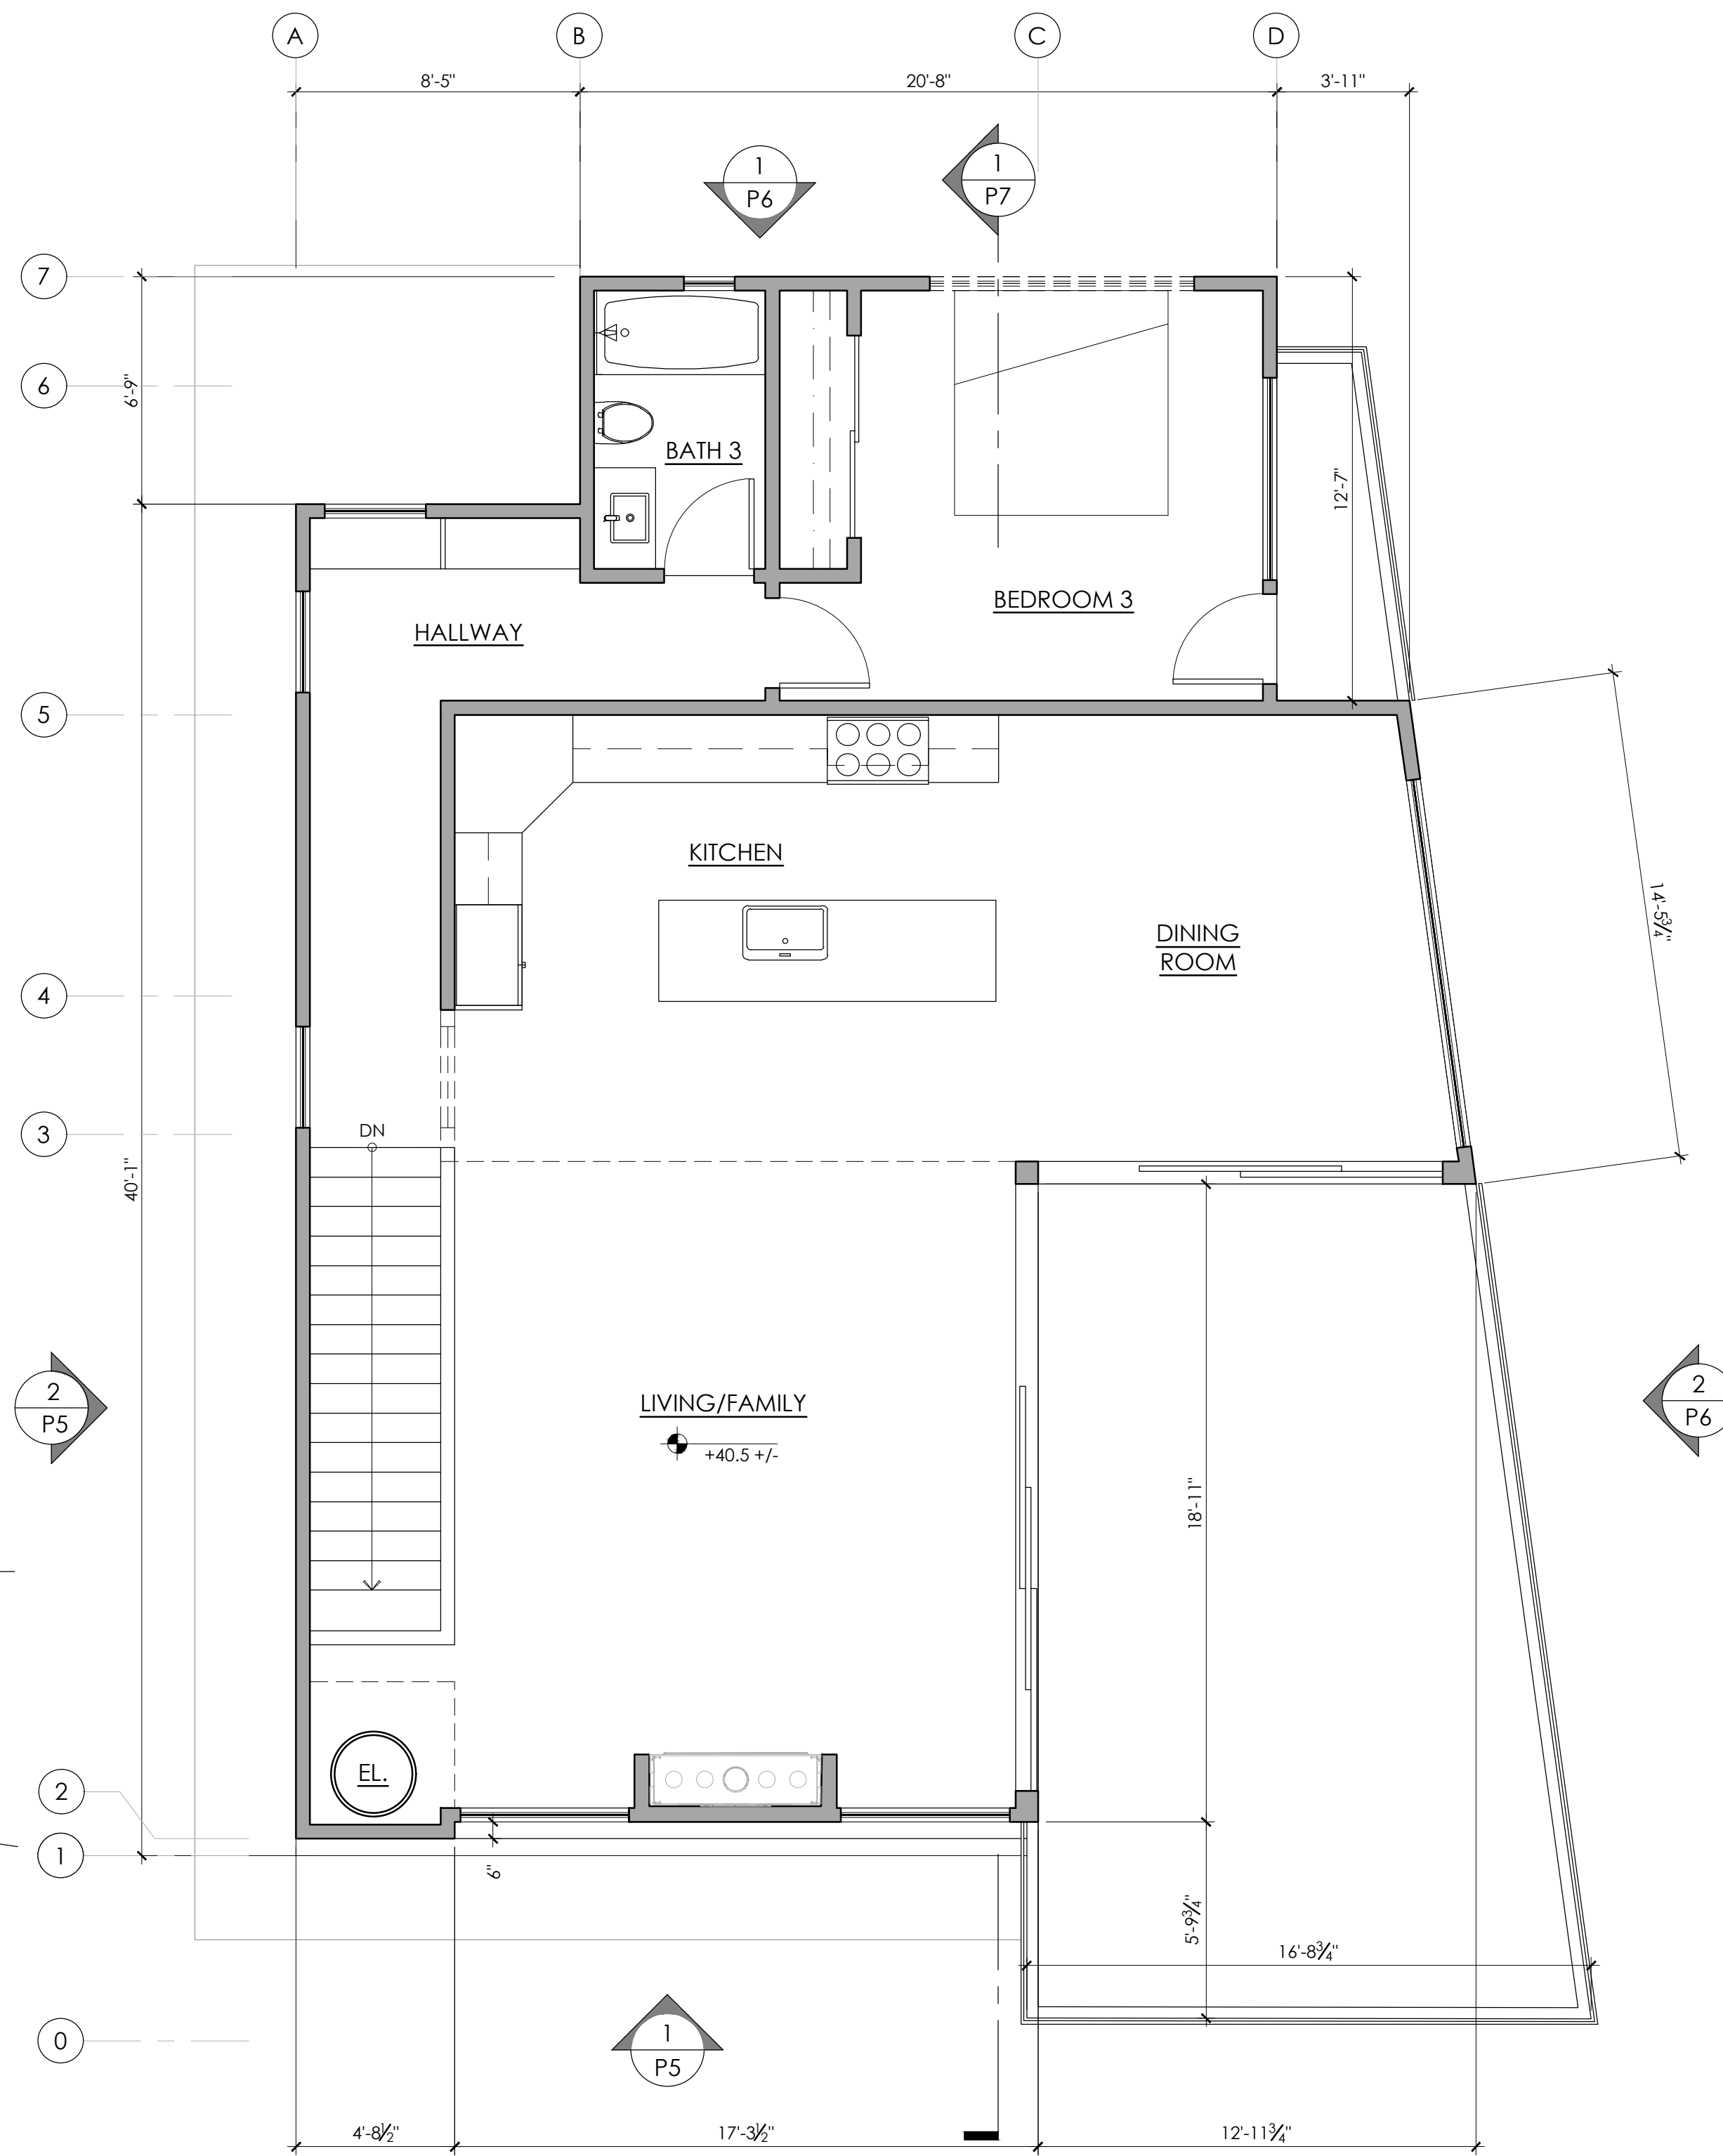 A
B
C
D
8'-5"
20'-8"
3'-11"
1
P6
1
P7
7
6
6'-9"
12'-7"
BATH 3
BEDROOM 3
HALLWAY
5
KITCHEN
DINING
ROOM
14'-5¾"
4
3
DN
40'-1"
2
P5
2
P6
LIVING/FAMILY
+40.5 +/-
18'-11"
EL.
2
1
6"
5'-9¾"
16'-8¾"
0
1
P5
4'-8½"
17'-3½"
12'-11¾"